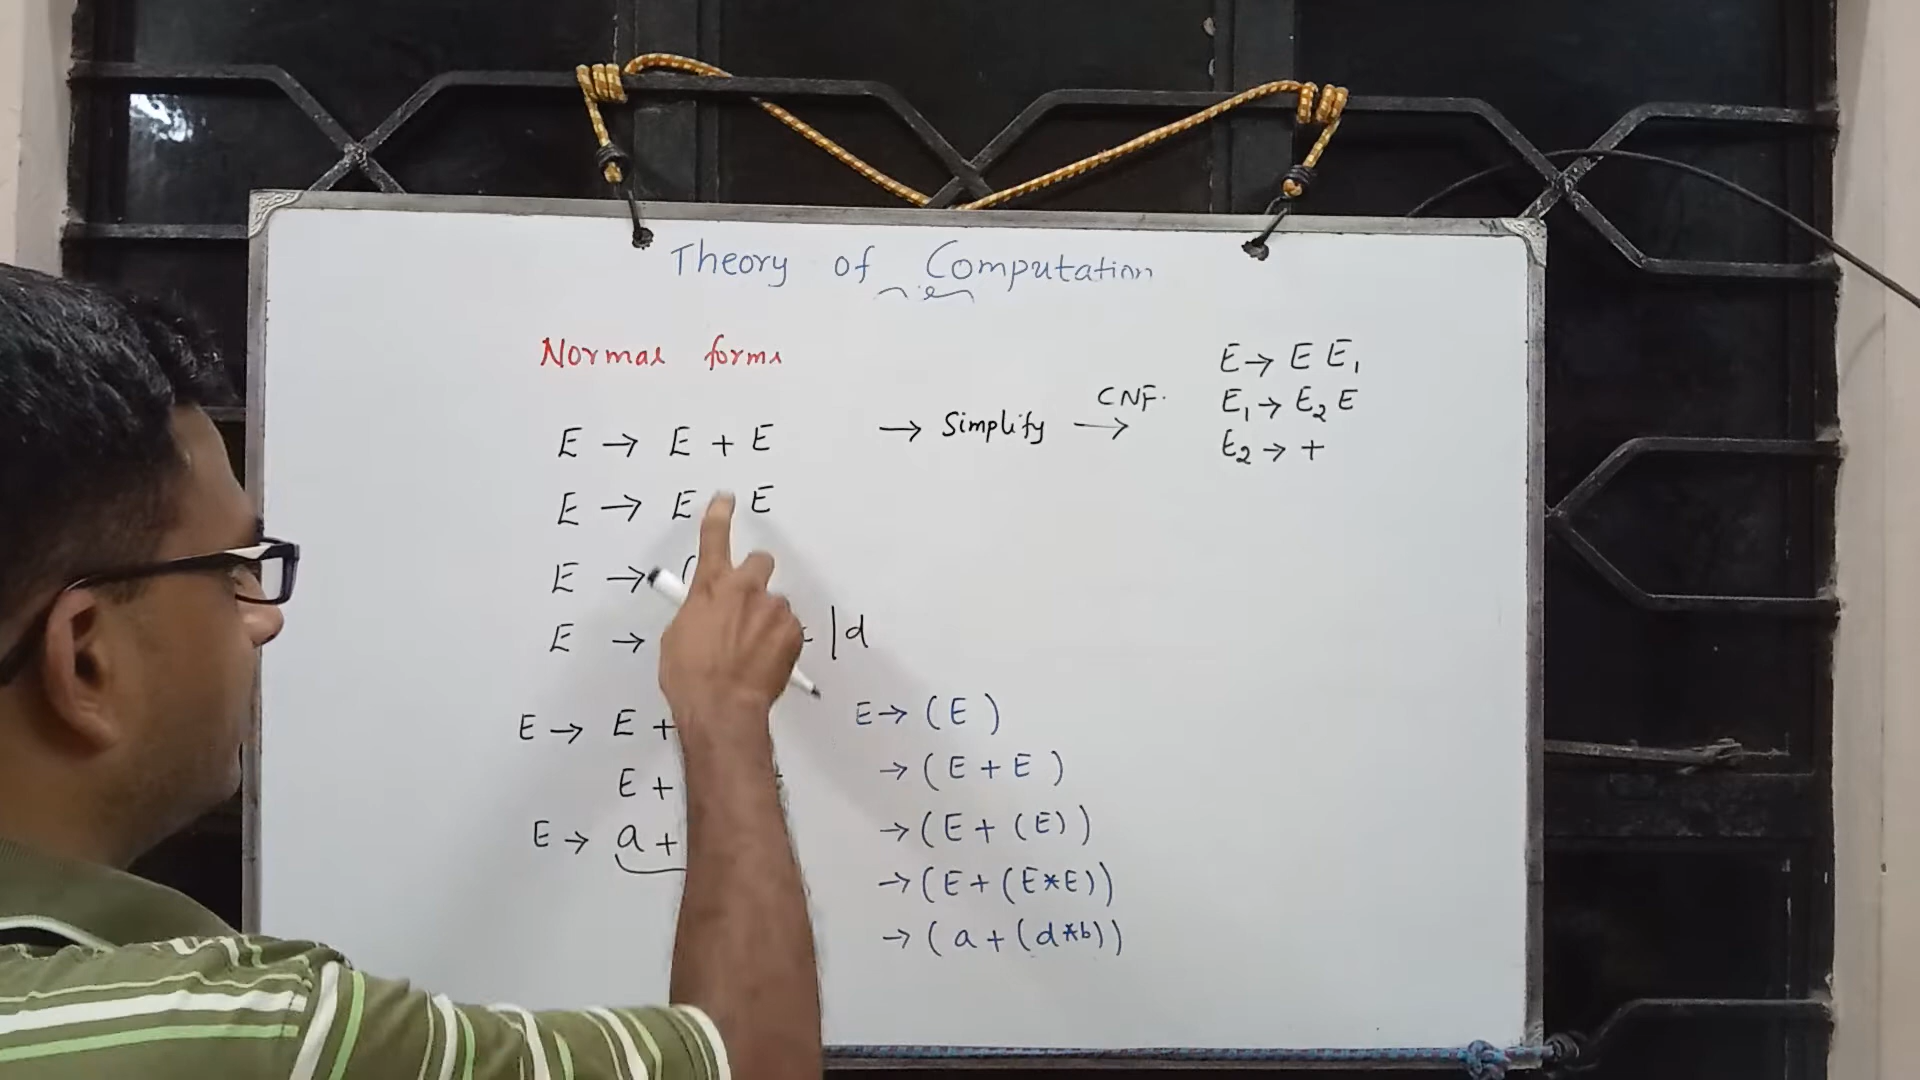 Theory of Computation
Normal forms
E → E + E
E → E E
E → (
E → | d
→ Simplify → CNF.
E → E E₁
E₁ → E₂ E
E₂ → +
E → E +
E +
E → a +
E → ( E )
→ ( E + E )
→ ( E + ( E ) )
→ ( E + ( E * E ) )
→ ( a + ( d * b ) )